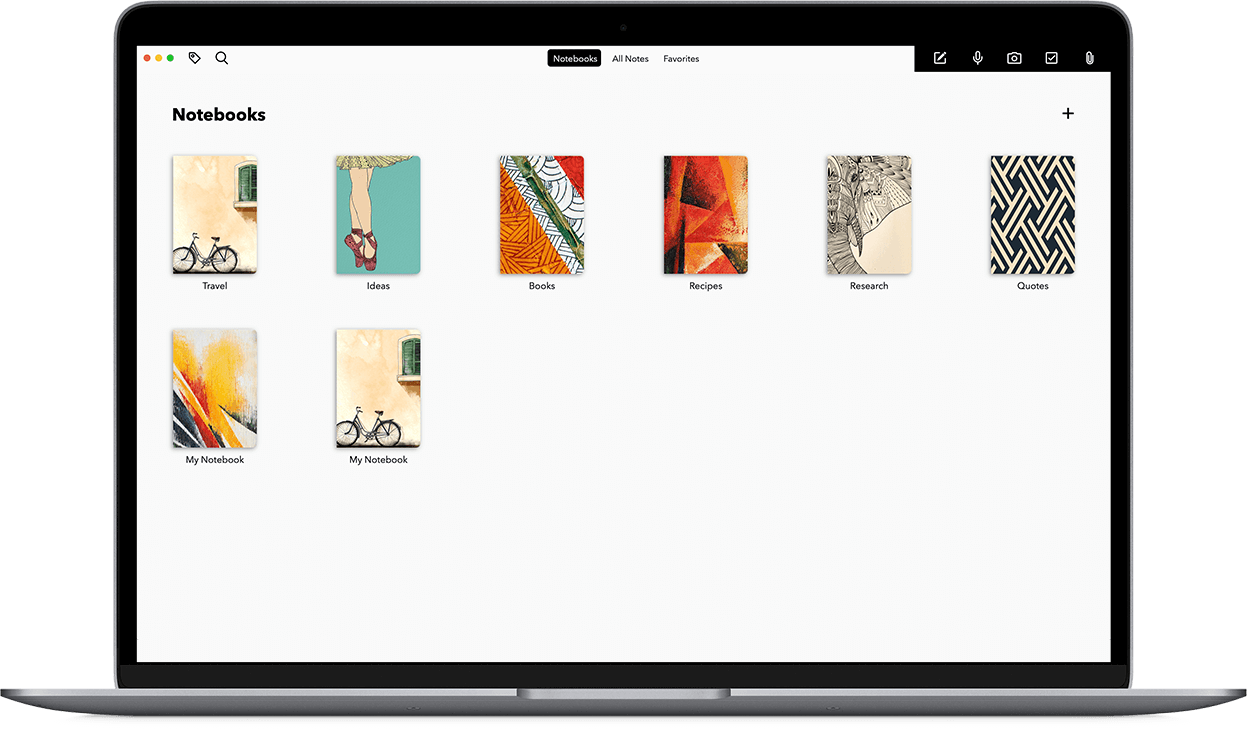 Notebooks All Notes Favorites
Notebooks
Travel Ideas Books Recipes Research Quotes
My Notebook My Notebook